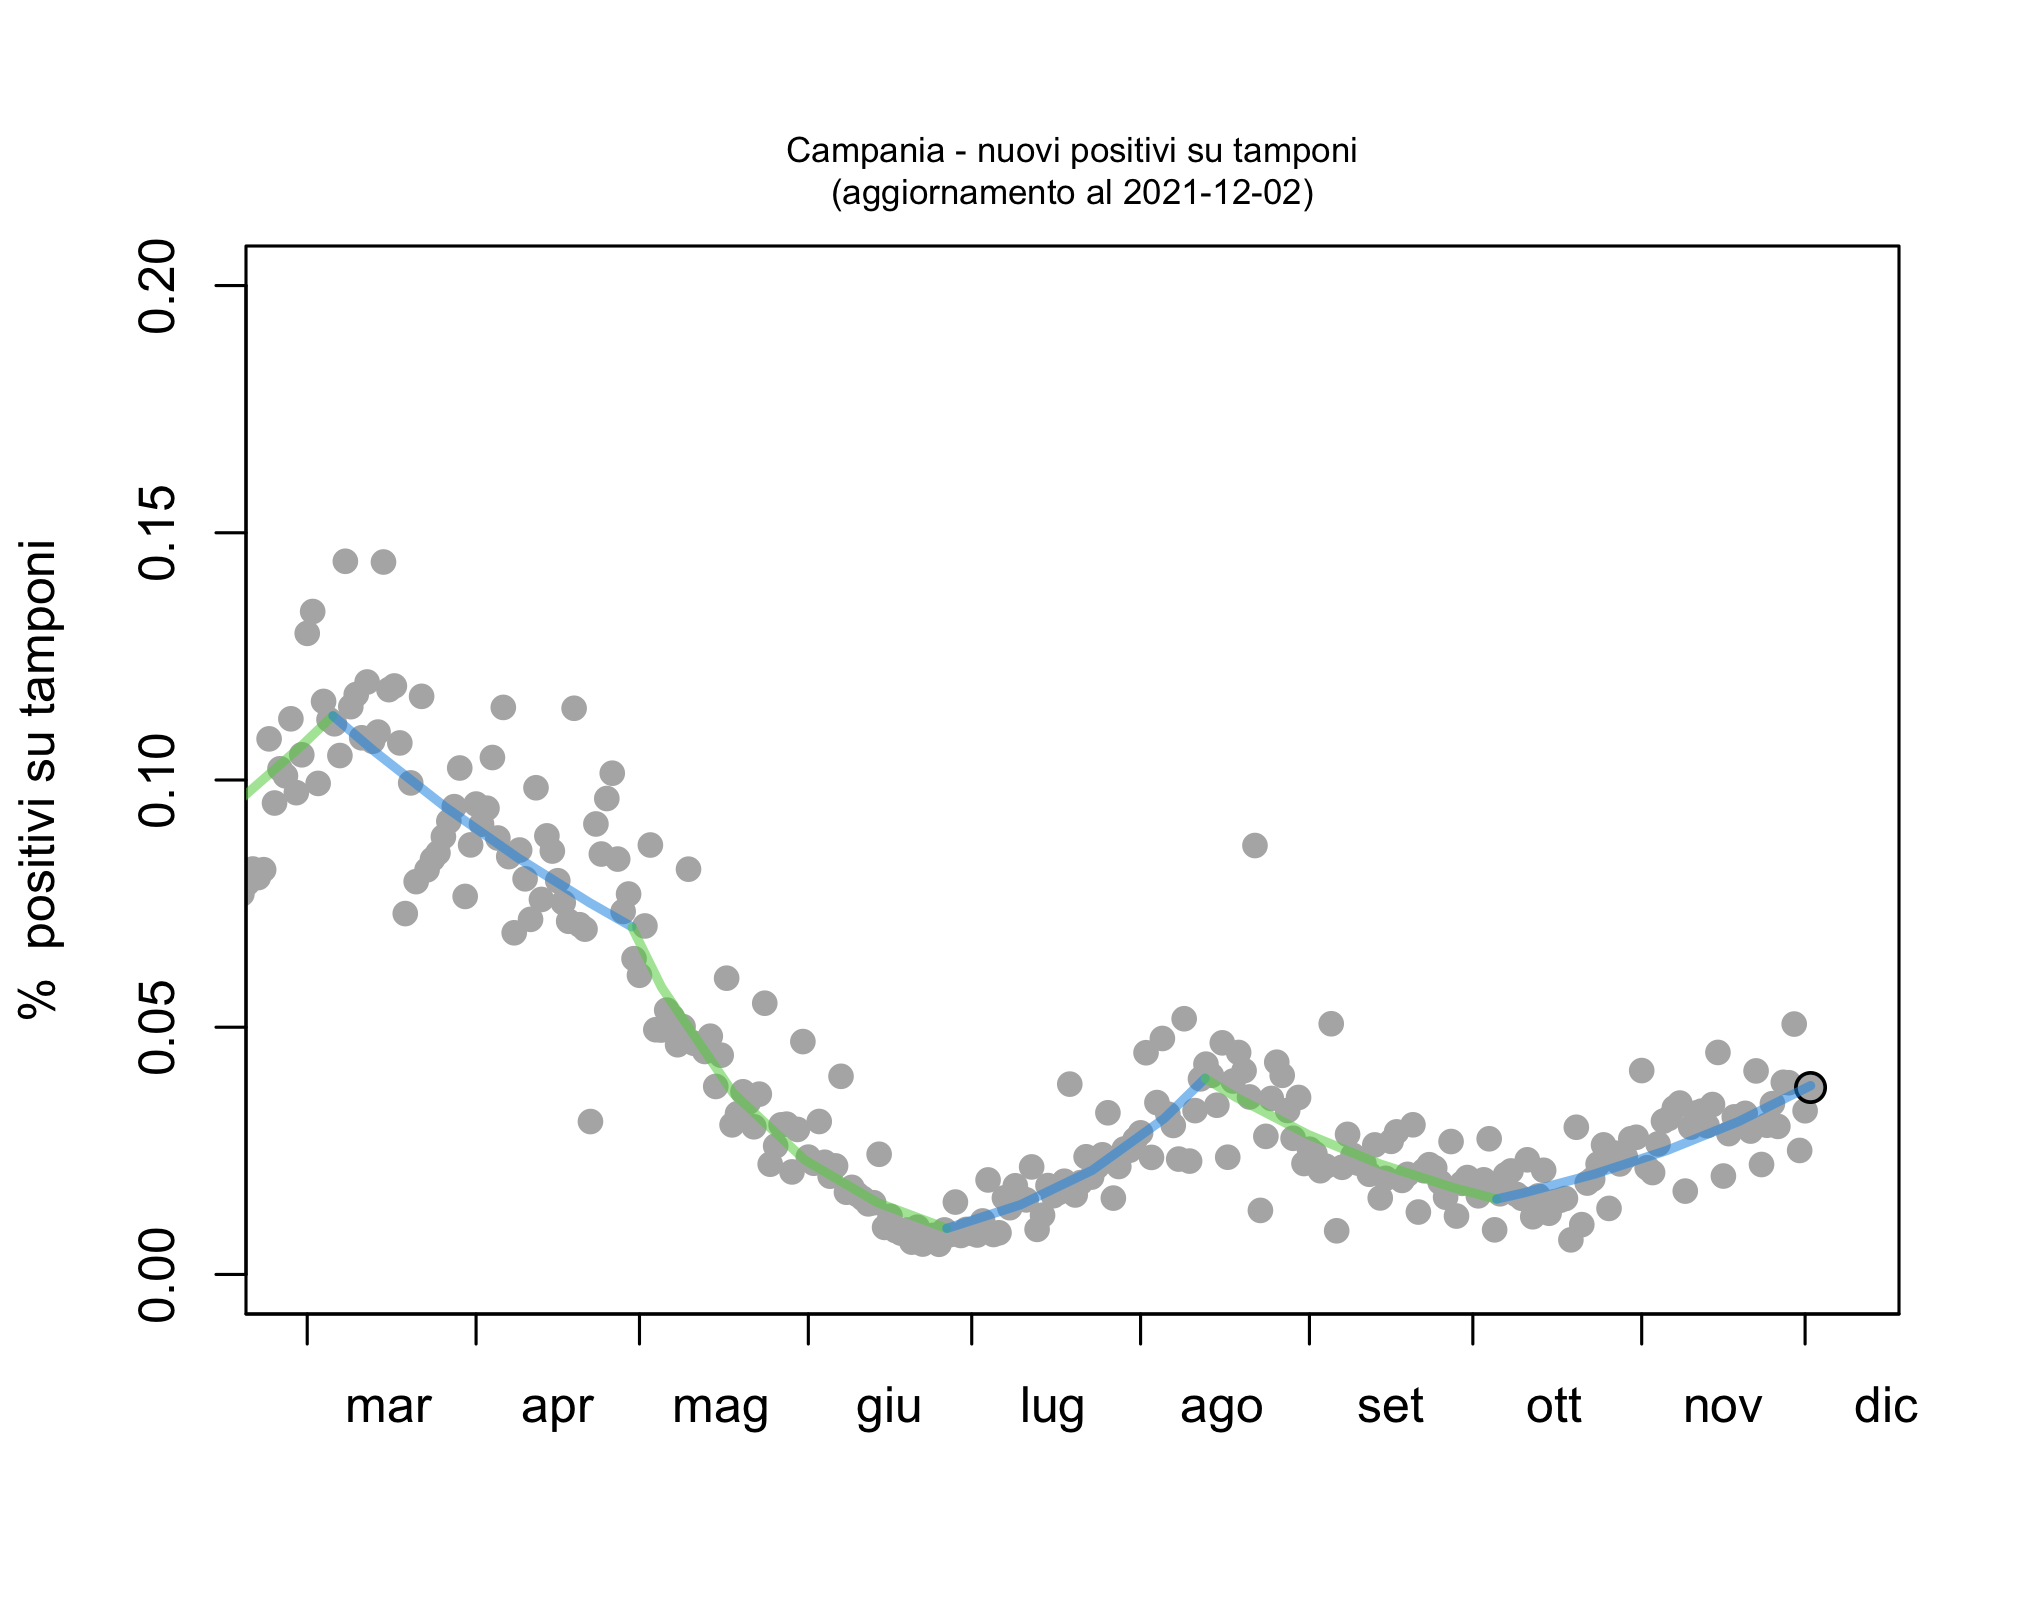 Campania - nuovi positivi su tamponi
(aggiornamento al 2021-12-02)
0.20
0.15
0.10
0.05
0.00
% positivi su tamponi
mar apr mag giu lug ago set ott nov dic